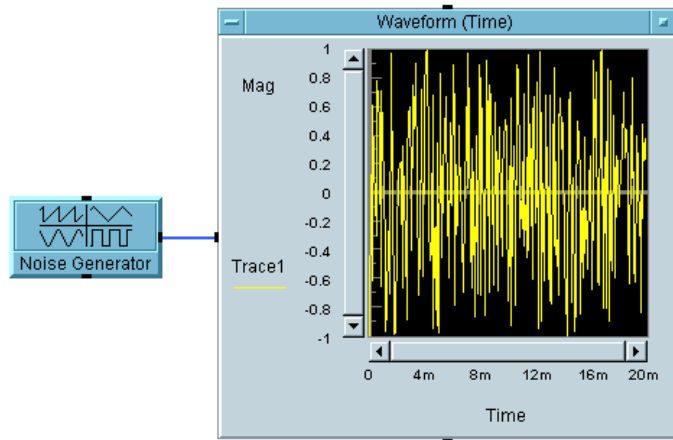 Waveform (Time)
Mag
1
0.8
0.6
0.4
0.2
0
-0.2
-0.4
-0.6
-0.8
-1
Noise Generator
Trace1
0 4m 8m 12m 16m 20m
Time